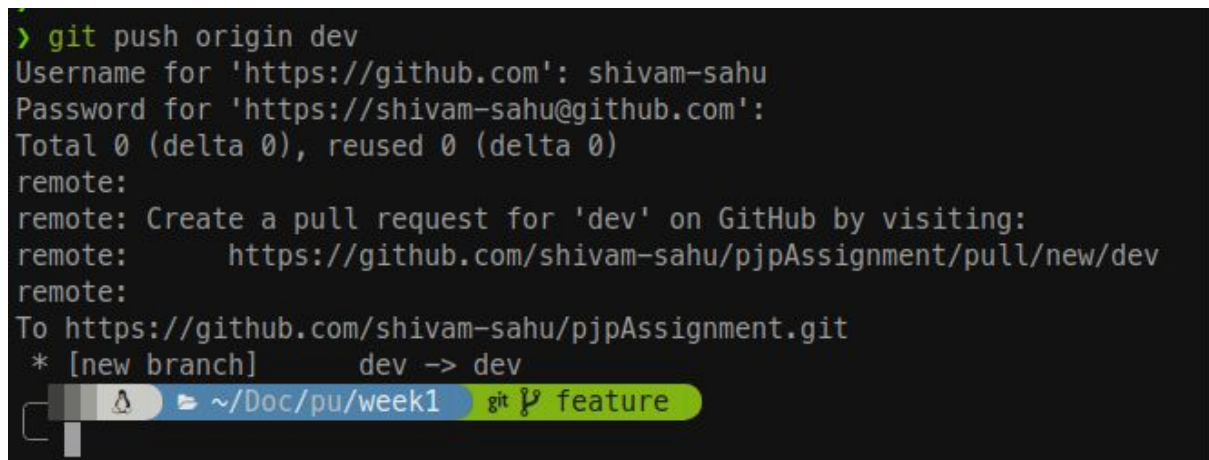 ❯ git push origin dev
Username for 'https://github.com': shivam-sahu
Password for 'https://shivam-sahu@github.com':
Total 0 (delta 0), reused 0 (delta 0)
remote:
remote: Create a pull request for 'dev' on GitHub by visiting:
remote:      https://github.com/shivam-sahu/pjpAssignment/pull/new/dev
remote:
To https://github.com/shivam-sahu/pjpAssignment.git
 * [new branch]      dev -> dev
~/Doc/pu/week1 git feature